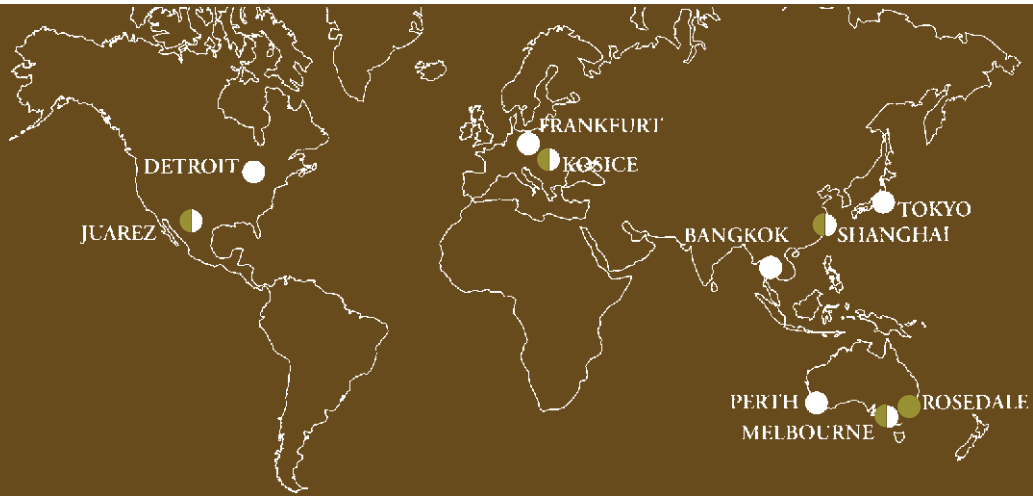 FRANKFURT
DETROIT
KOSICE
TOKYO
JUAREZ
BANGKOK
SHANGHAI
PERTH
ROSEDALE
MELBOURNE